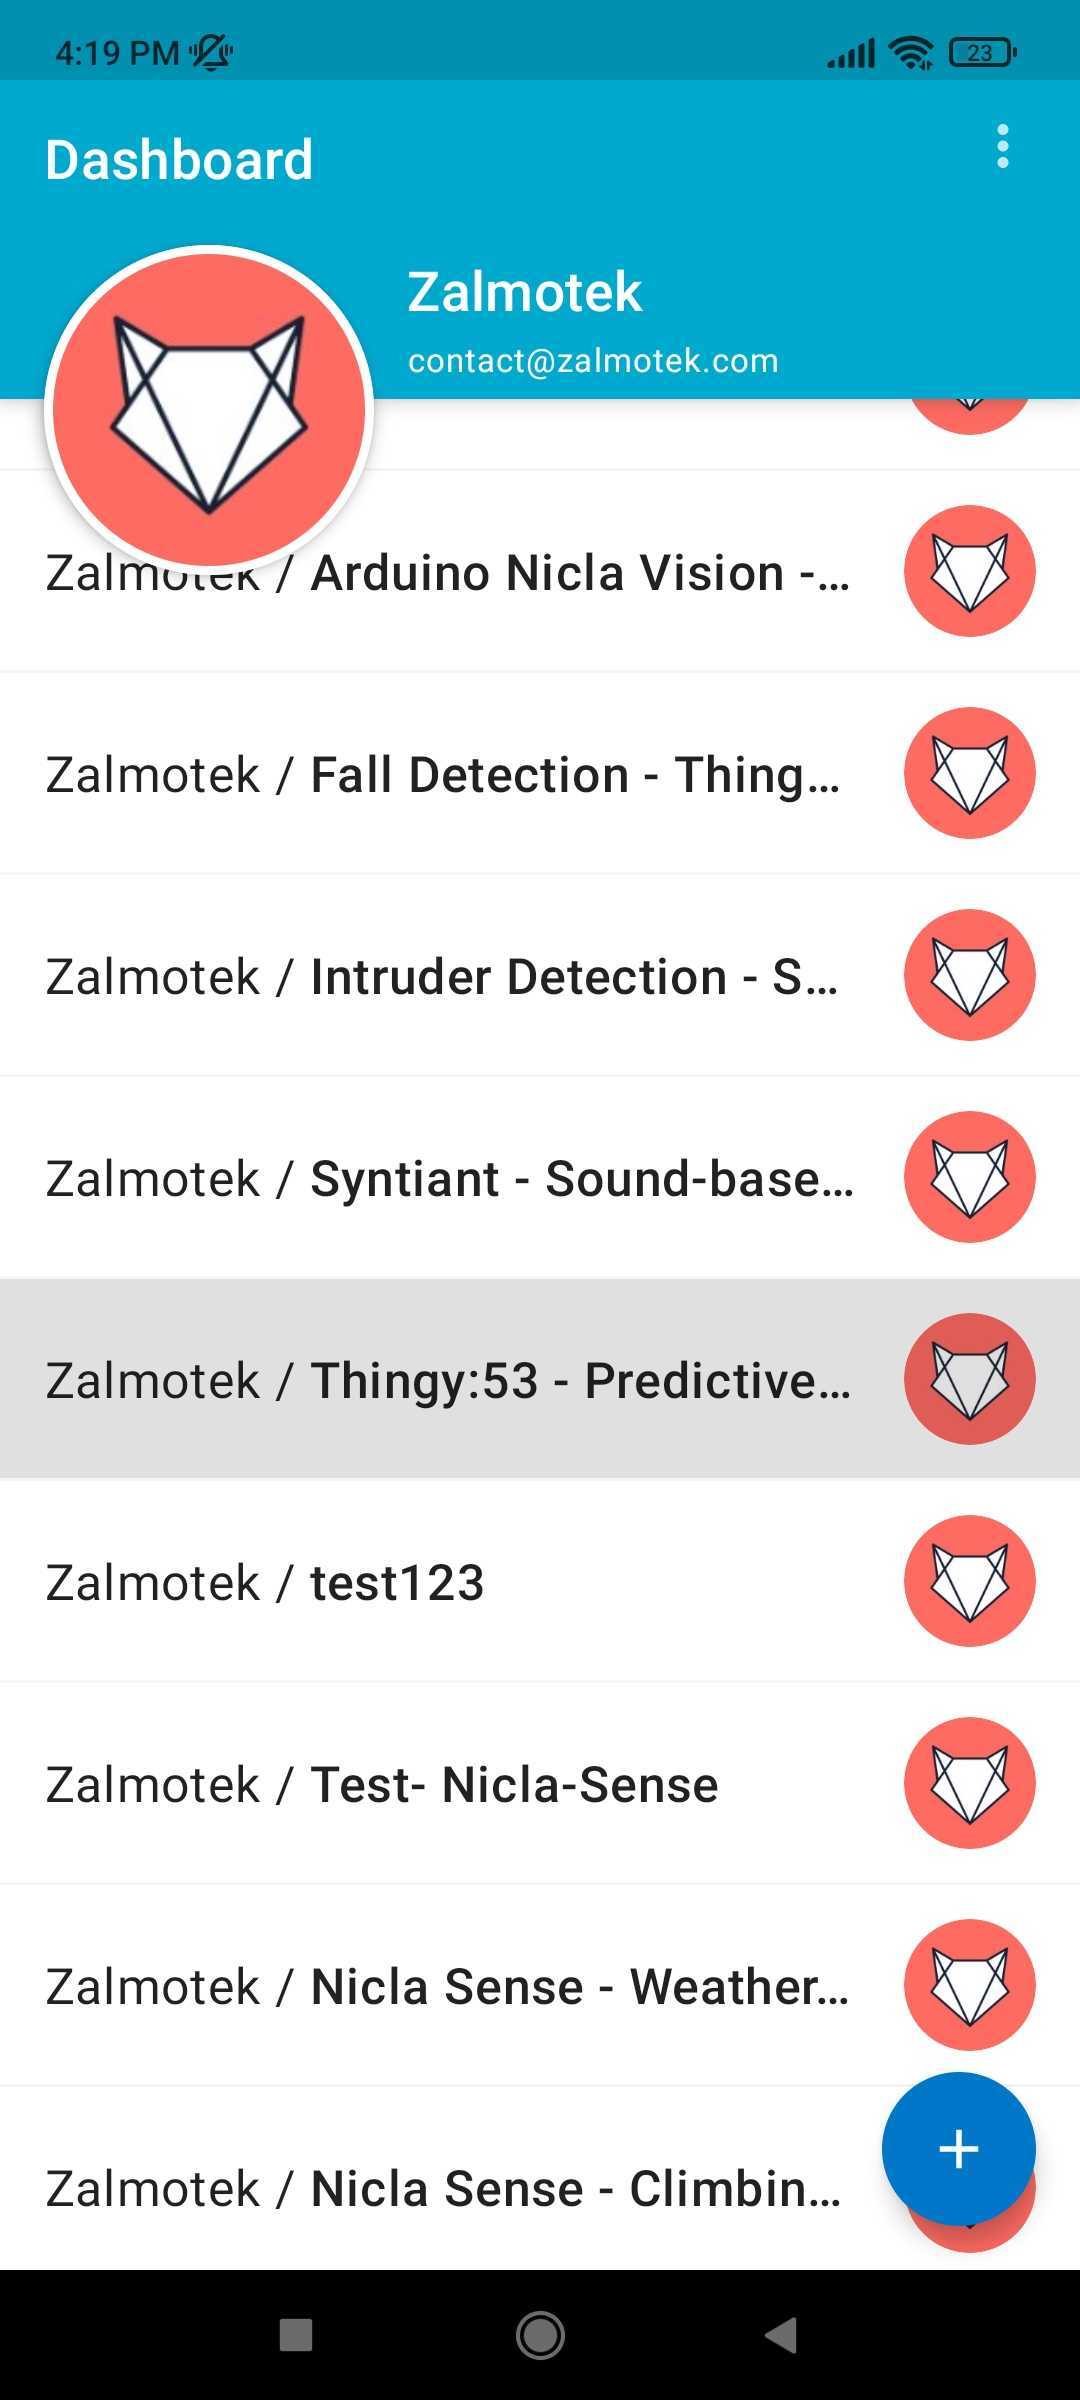 4:19 PM
23
Dashboard
Zalmotek
contact@zalmotek.com
Zalmotek / Arduino Nicla Vision -...
Zalmotek / Fall Detection - Thing...
Zalmotek / Intruder Detection - S...
Zalmotek / Syntiant - Sound-base...
Zalmotek / Thingy:53 - Predictive...
Zalmotek / test123
Zalmotek / Test- Nicla-Sense
Zalmotek / Nicla Sense - Weather...
Zalmotek / Nicla Sense - Climbin...